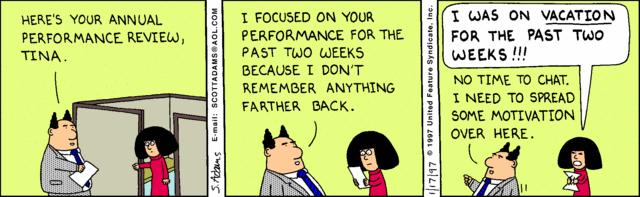 HERE'S YOUR ANNUAL
PERFORMANCE REVIEW,
TINA.
E-mail: SCOTTADAMS@AOL.COM
I FOCUSED ON YOUR
PERFORMANCE FOR THE
PAST TWO WEEKS
BECAUSE I DON'T
REMEMBER ANYTHING
FARTHER BACK.
S.Adams
1/17/97 © 1997 United Feature Syndicate, Inc.
I WAS ON VACATION
FOR THE PAST TWO
WEEKS!!!
NO TIME TO CHAT.
I NEED TO SPREAD
SOME MOTIVATION
OVER HERE.